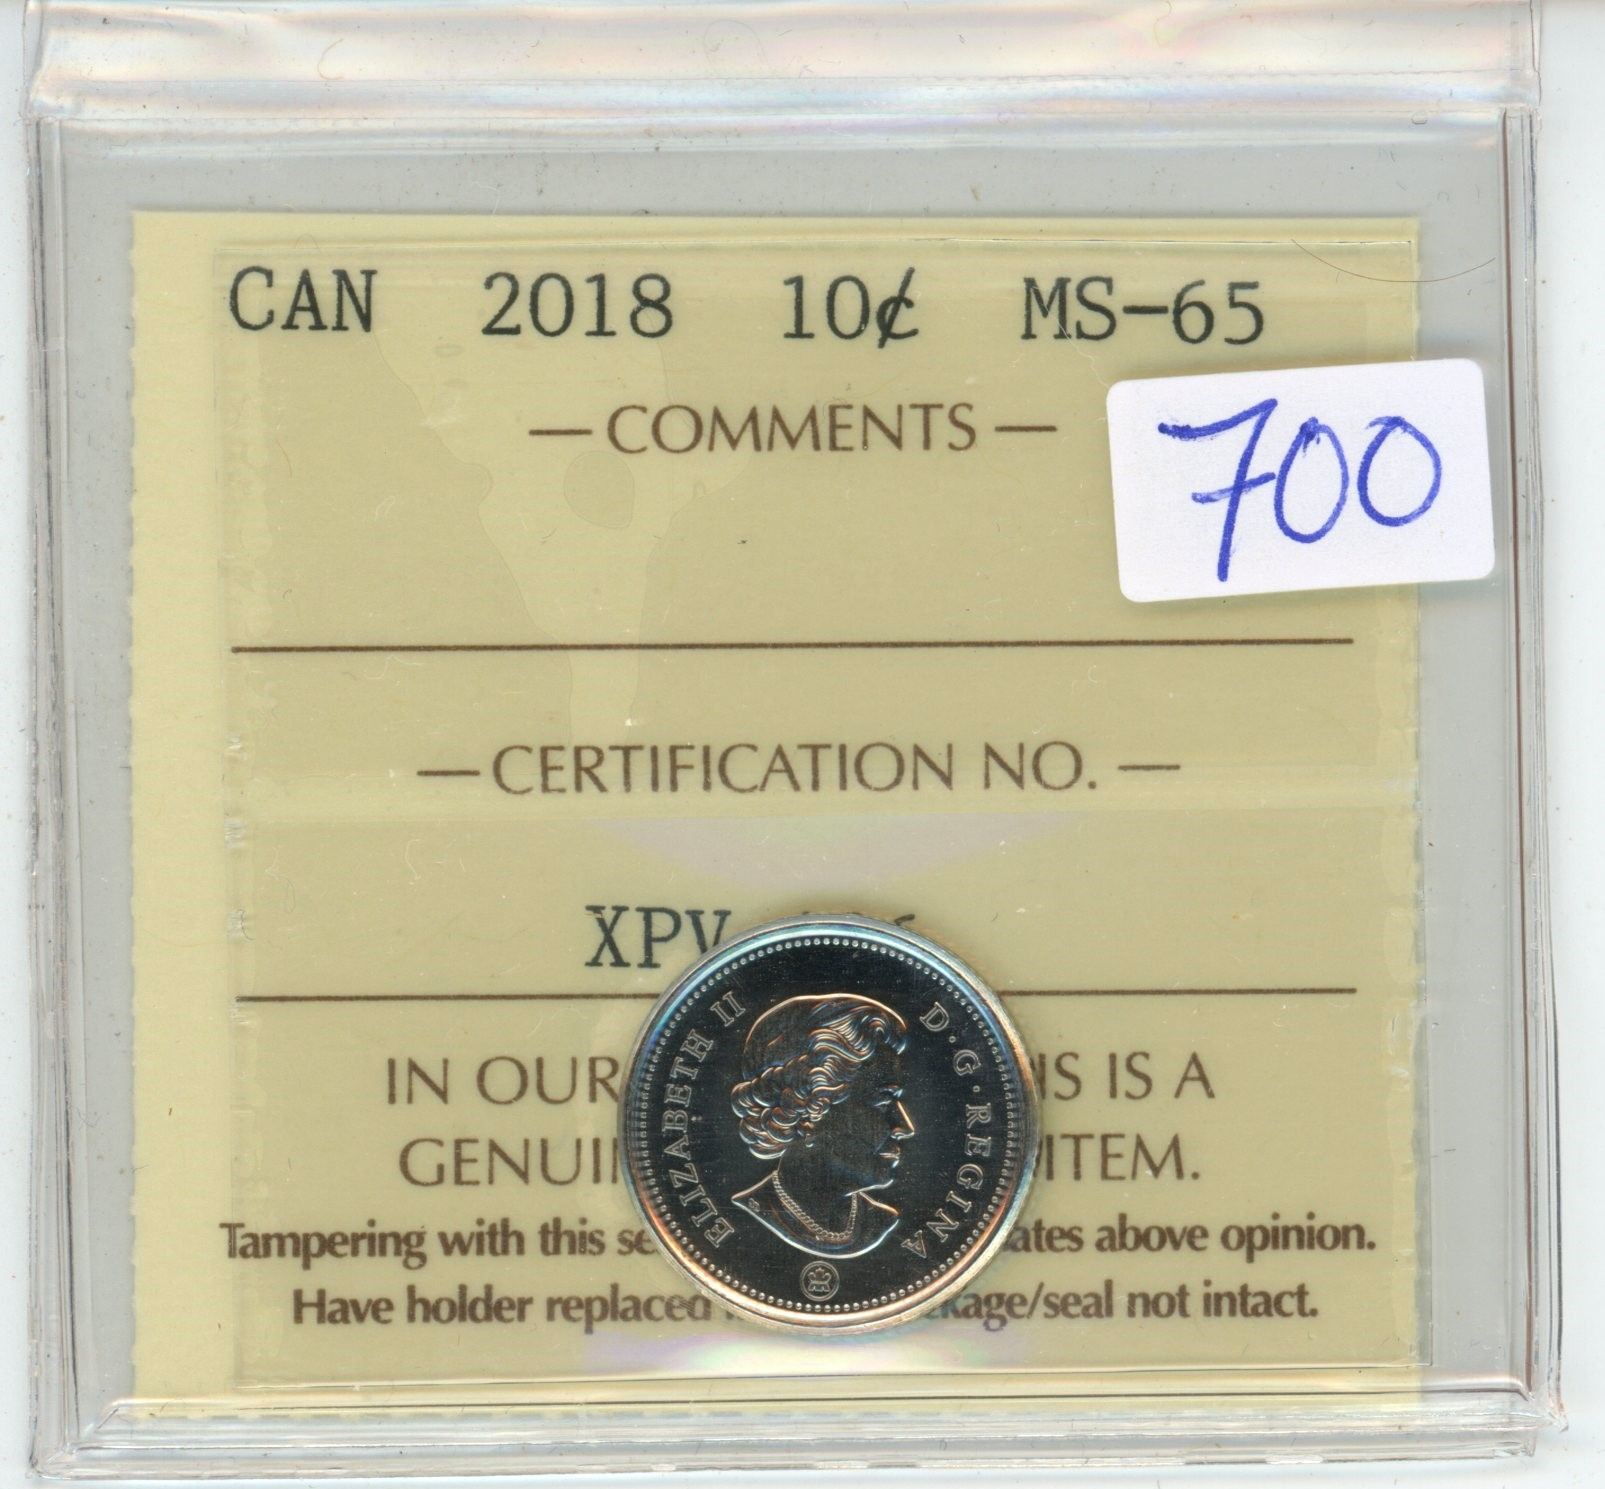 CAN 2018 10¢ MS-65
— COMMENTS —
700
— CERTIFICATION NO. —
XPV
IN OUR IS IS A
GENUI ITEM.
Tampering with this se ates above opinion.
Have holder replaced kage/seal not intact.
ELIZABETH II D·G·REGINA